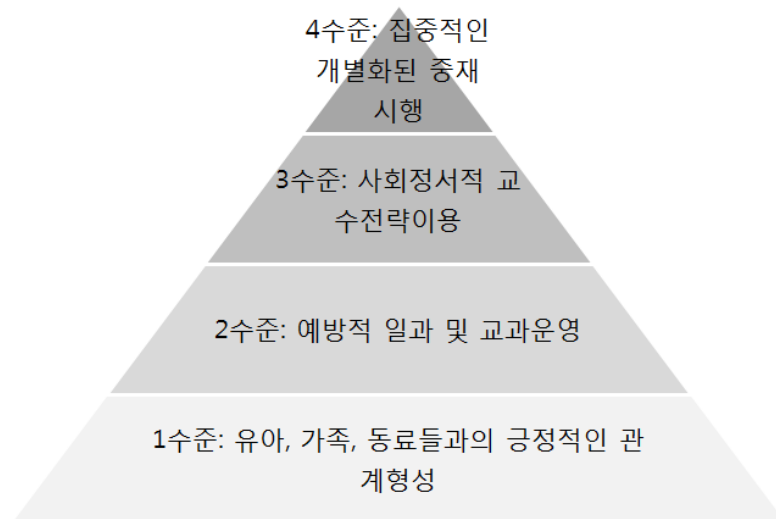 4수준: 집중적인
개별화된 중재
시행
3수준: 사회정서적 교
수전략이용
2수준: 예방적 일과 및 교과운영
1수준: 유아, 가족, 동료들과의 긍정적인 관
계형성